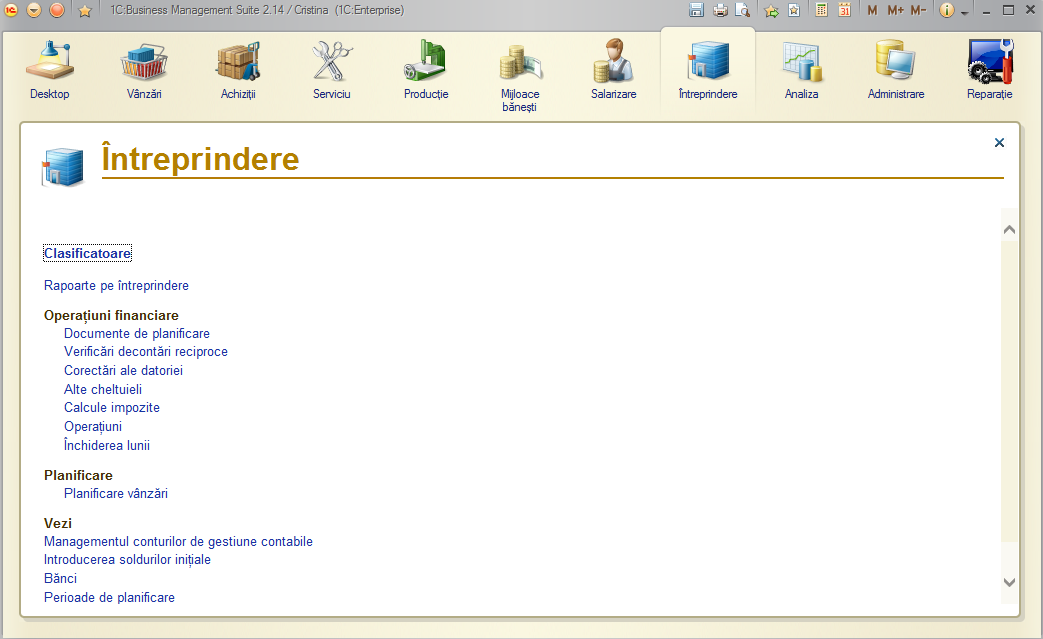 1C:Business Management Suite 2.14 / Cristina (1C:Enterprise)
31
M M+ M-
Desktop
Vânzări
Achiziții
Serviciu
Producție
Mijloace bănești
Salarizare
Întreprindere
Analiza
Administrare
Reparație
Întreprindere
Clasificatoare
Rapoarte pe întreprindere
Operațiuni financiare
Documente de planificare
Verificări decontări reciproce
Corectări ale datoriei
Alte cheltuieli
Calcule impozite
Operațiuni
Închiderea lunii
Planificare
Planificare vânzări
Vezi
Managementul conturilor de gestiune contabile
Introducerea soldurilor inițiale
Bănci
Perioade de planificare